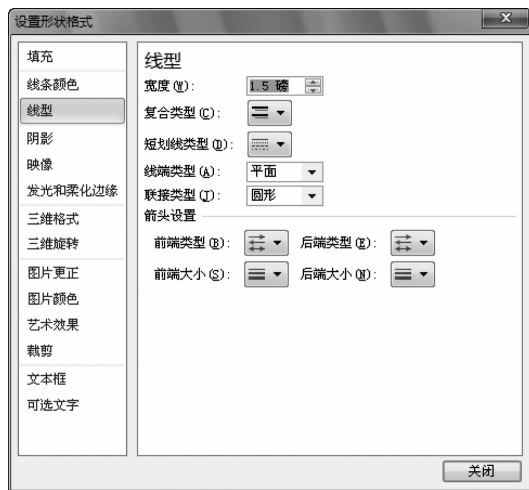 设置形状格式
填充
线条颜色
线型
阴影
映像
发光和柔化边缘
三维格式
三维旋转
图片更正
图片颜色
艺术效果
裁剪
文本框
可选文字
线型
宽度(W): 1.5 磅
复合类型(C):
短划线类型(D):
线端类型(A): 平面
联接类型(J): 圆形
箭头设置
前端类型(B): 后端类型(E):
前端大小(S): 后端大小(N):
关闭